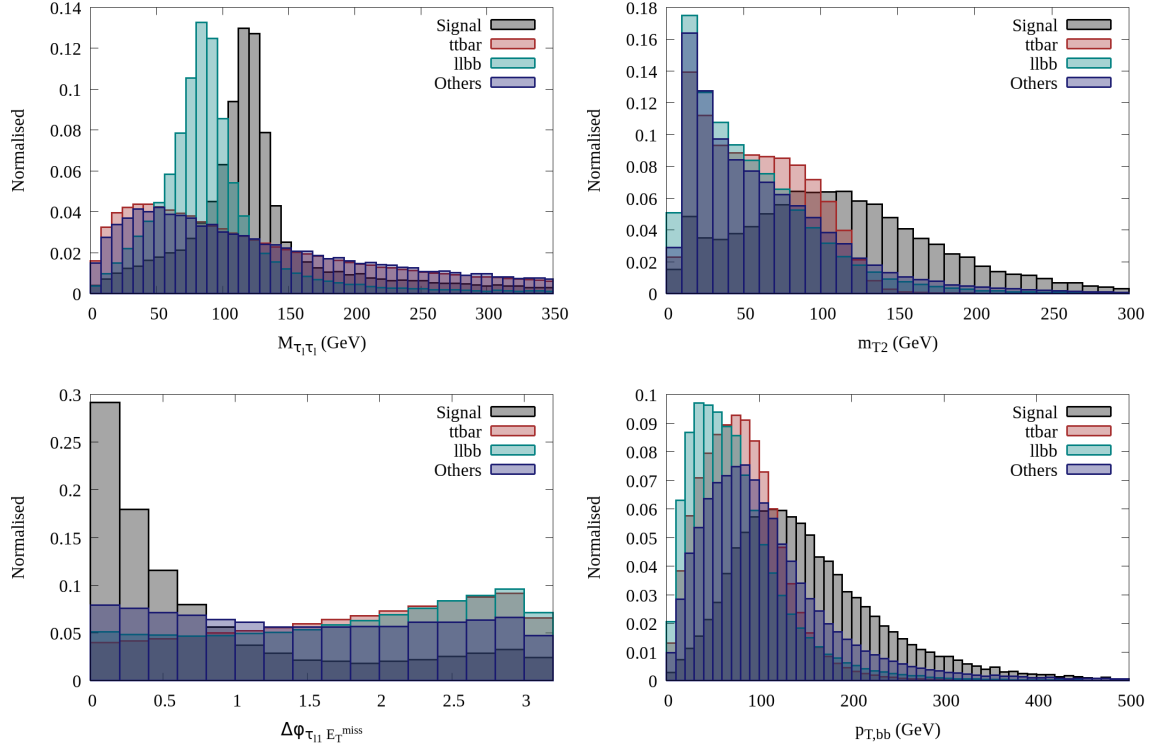 0.14
0.12
0.1
0.08
0.06
0.04
0.02
0
Normalised
Signal
ttbar
llbb
Others
0 50 100 150 200 250 300 350
Mτlτl (GeV)
0.18
0.16
0.14
0.12
0.1
0.08
0.06
0.04
0.02
0
Normalised
Signal
ttbar
llbb
Others
0 50 100 150 200 250 300
mT2 (GeV)
0.3
0.25
0.2
0.15
0.1
0.05
0
Normalised
Signal
ttbar
llbb
Others
0 0.5 1 1.5 2 2.5 3
Δφτl1 ETmiss
0.1
0.09
0.08
0.07
0.06
0.05
0.04
0.03
0.02
0.01
0
Normalised
Signal
ttbar
llbb
Others
0 100 200 300 400 500
pT,bb (GeV)